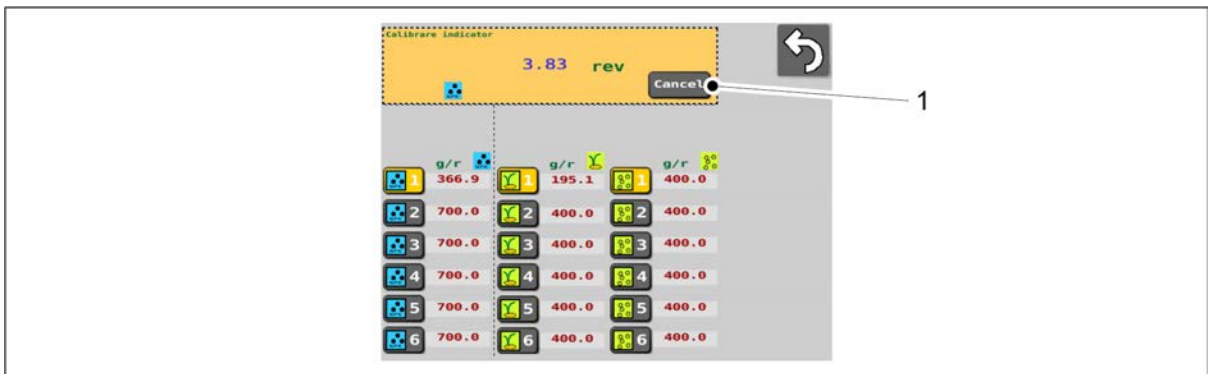 Calibrare indicator
3.83 rev
Cancel
1
g/r g/r g/r
1 366.9 1 195.1 1 400.0
2 700.0 2 400.0 2 400.0
3 700.0 3 400.0 3 400.0
4 700.0 4 400.0 4 400.0
5 700.0 5 400.0 5 400.0
6 700.0 6 400.0 6 400.0